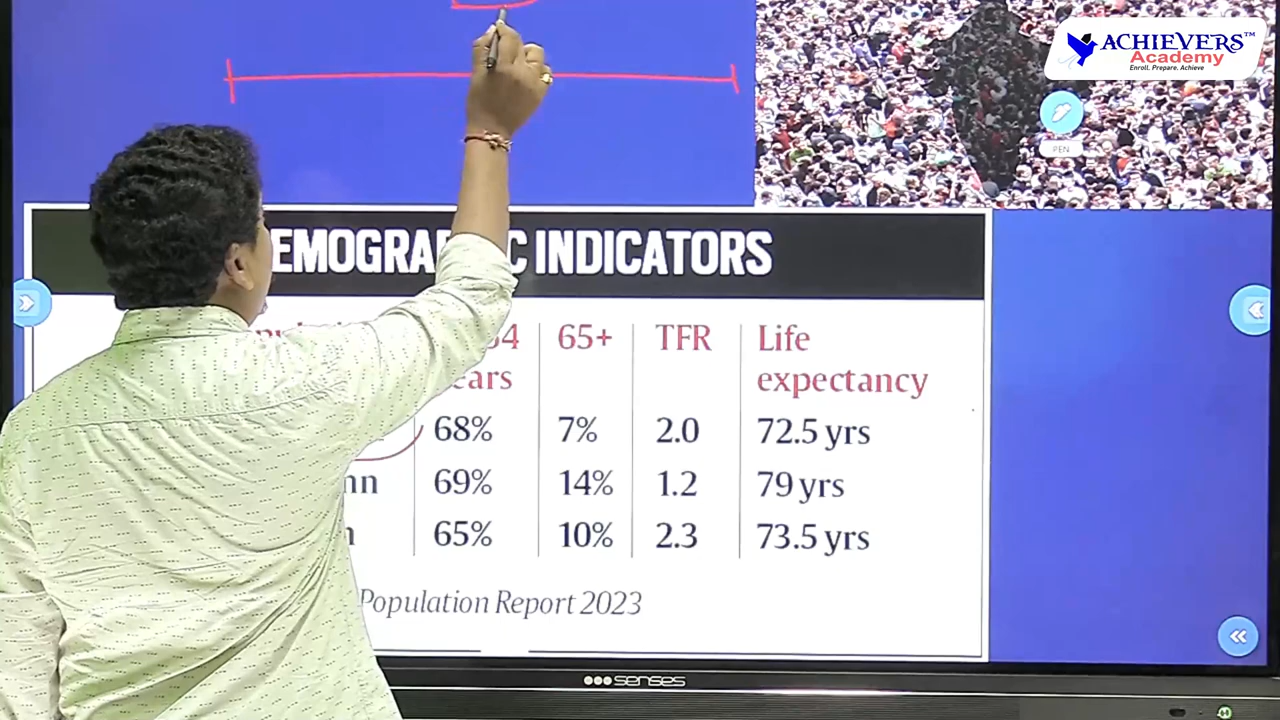 ACHIEVERS™
Academy
Enroll. Prepare. Achieve
PEN
INDICATORS
65+ TFR Life
expectancy
68% 7% 2.0 72.5 yrs
69% 14% 1.2 79 yrs
65% 10% 2.3 73.5 yrs
Population Report 2023
senses